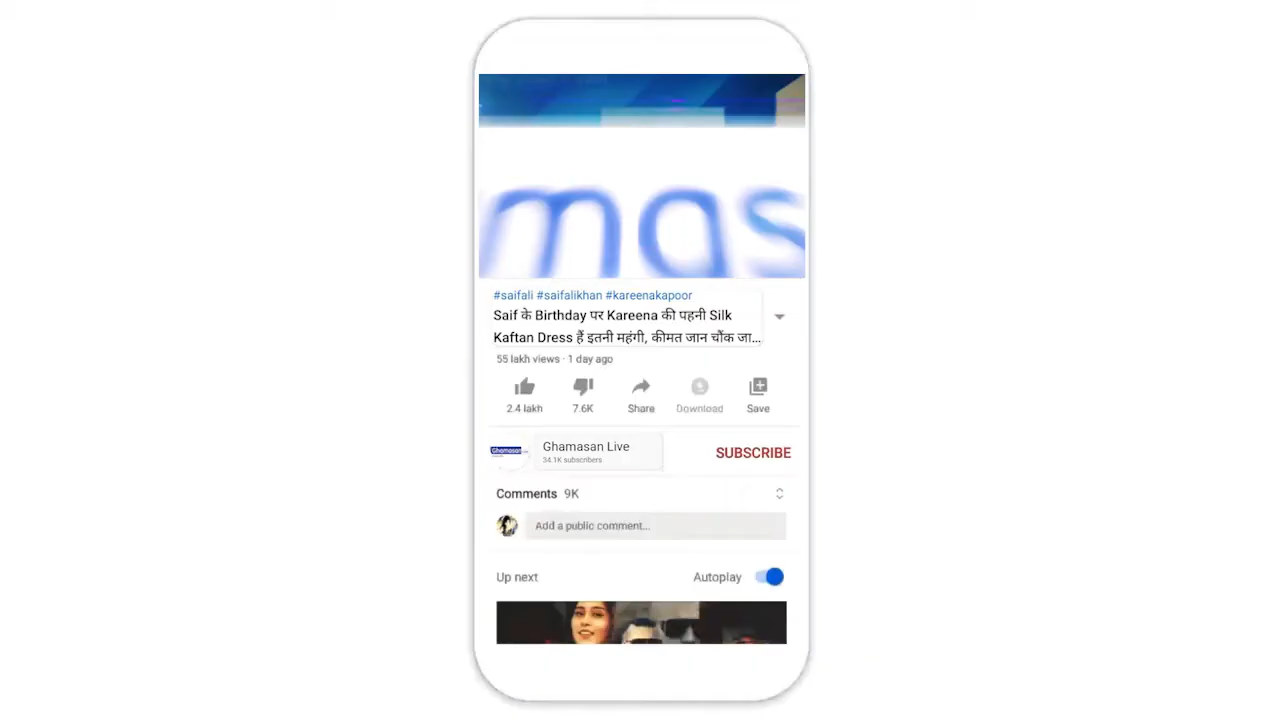 mas
#saifali #saifalikhan #kareenakapoor
Saif के Birthday पर Kareena की पहनी Silk
Kaftan Dress हैं इतनी महंगी, कीमत जान चौंक जा...
55 lakh views · 1 day ago
2.4 lakh 7.6K Share Download Save
Ghamasan
Ghamasan Live
SUBSCRIBE
34.1K subscribers
Comments 9K
Add a public comment...
Up next Autoplay